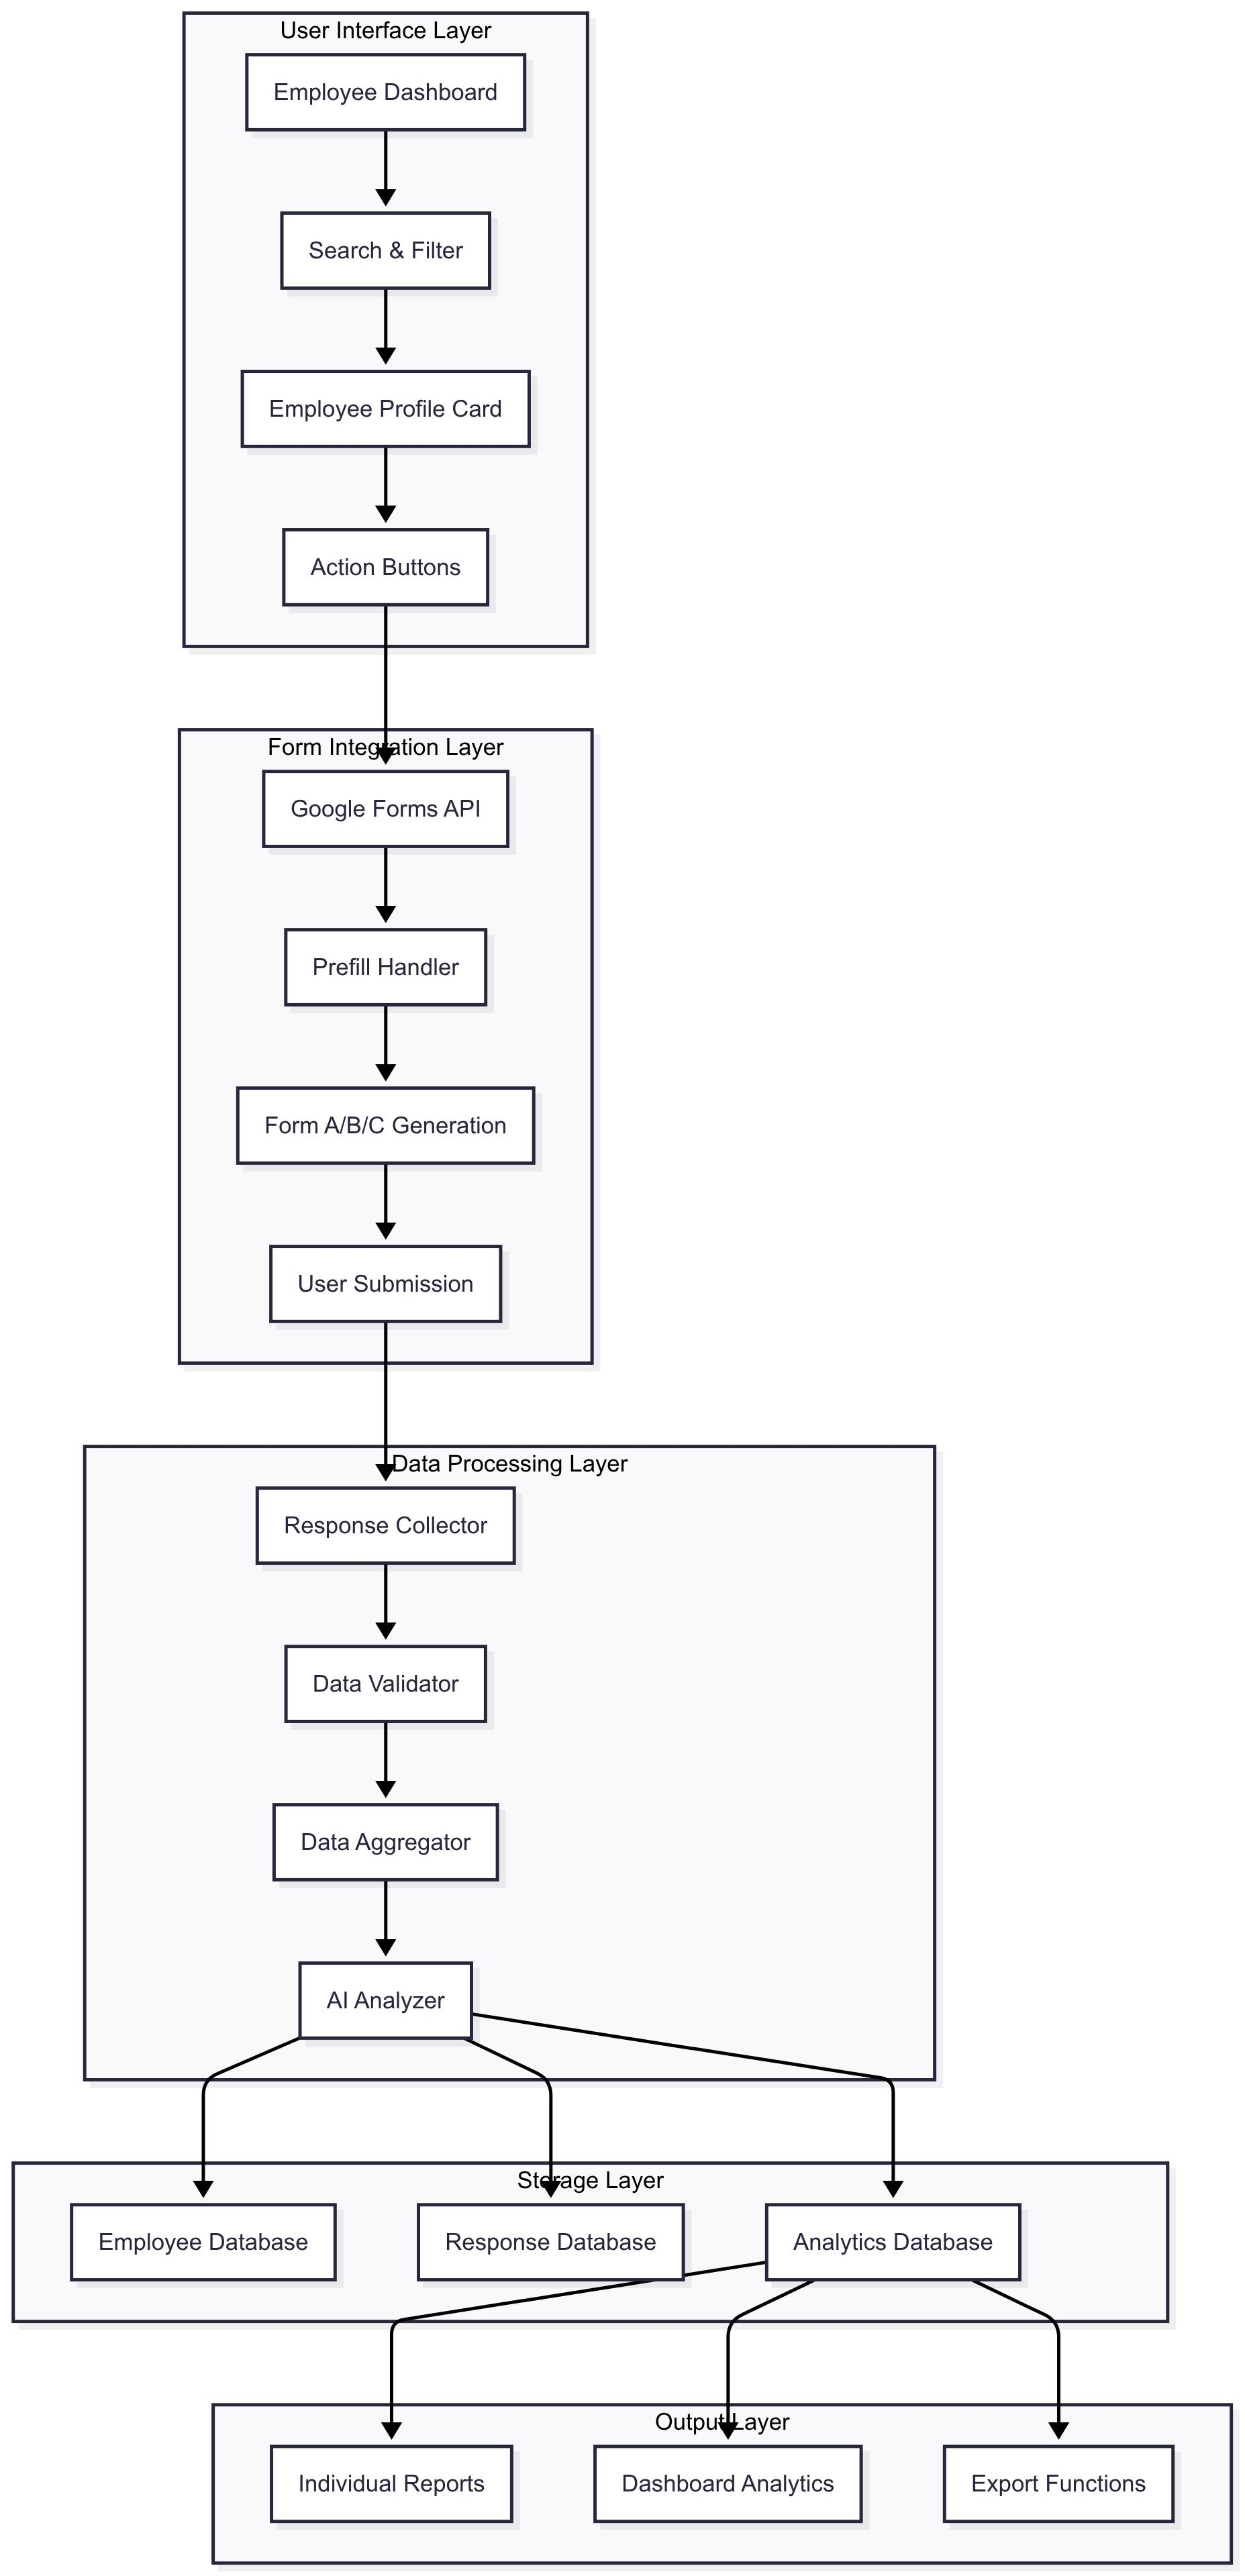 User Interface Layer
Employee Dashboard
Search & Filter
Employee Profile Card
Action Buttons
Form Integration Layer
Google Forms API
Prefill Handler
Form A/B/C Generation
User Submission
Data Processing Layer
Response Collector
Data Validator
Data Aggregator
AI Analyzer
Storage Layer
Employee Database
Response Database
Analytics Database
Output Layer
Individual Reports
Dashboard Analytics
Export Functions